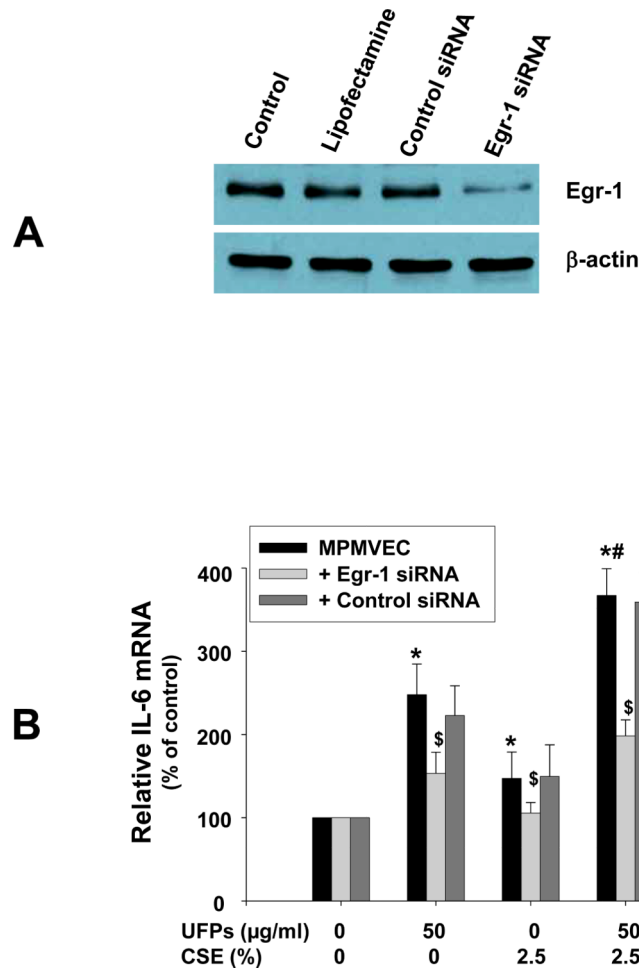 Control
Lipofectamine
Control siRNA
Egr-1 siRNA
A
Egr-1
β-actin
B
Relative IL-6 mRNA
(% of control)
MPMVEC
+ Egr-1 siRNA
+ Control siRNA
400
300
200
100
0
*
$
*
$
*#
$
UFPs (µg/ml) 0 50 0 50
CSE (%) 0 0 2.5 2.5